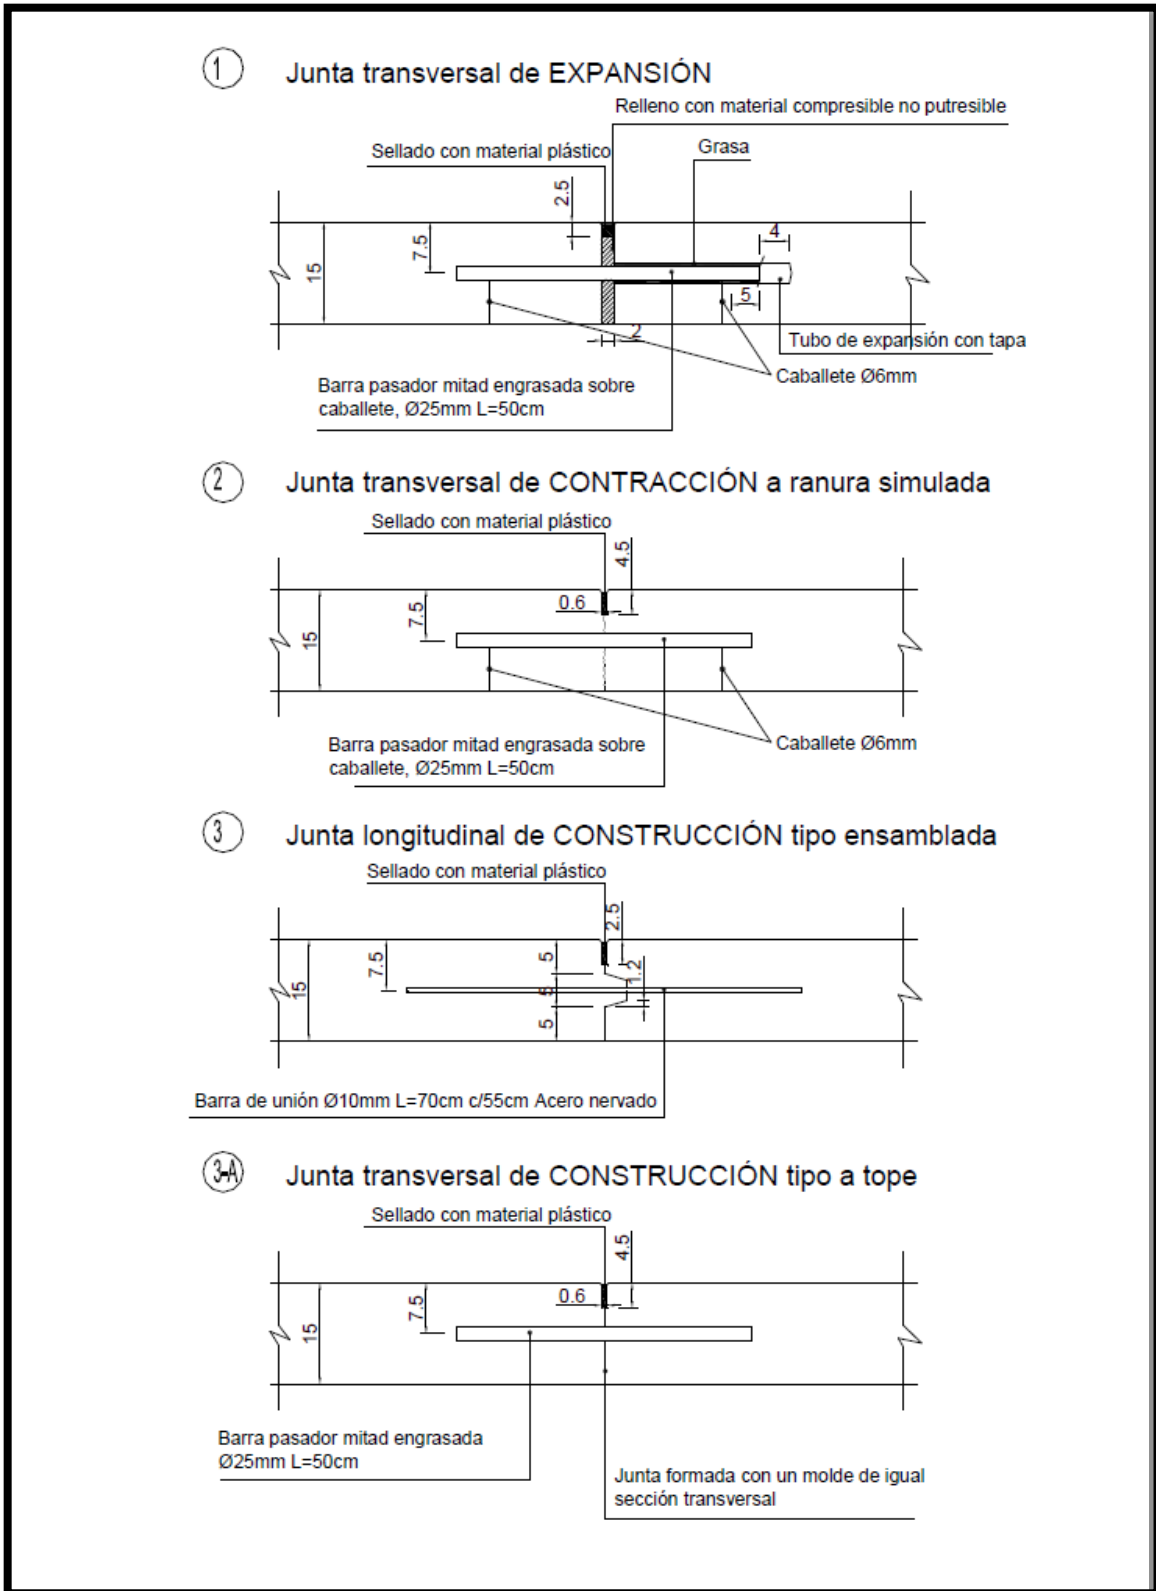 1 Junta transversal de EXPANSIÓN
Relleno con material compresible no putresible
Sellado con material plástico
Grasa
2.5
7.5
15
4
5
2
Tubo de expansión con tapa
Caballete Ø6mm
Barra pasador mitad engrasada sobre
caballete, Ø25mm L=50cm
2 Junta transversal de CONTRACCIÓN a ranura simulada
Sellado con material plástico
4.5
0.6
7.5
15
Caballete Ø6mm
Barra pasador mitad engrasada sobre
caballete, Ø25mm L=50cm
3 Junta longitudinal de CONSTRUCCIÓN tipo ensamblada
Sellado con material plástico
2.5
5
7.5
1.2
15
5
5
Barra de unión Ø10mm L=70cm c/55cm Acero nervado
3-A Junta transversal de CONSTRUCCIÓN tipo a tope
Sellado con material plástico
4.5
0.6
7.5
15
Barra pasador mitad engrasada
Ø25mm L=50cm
Junta formada con un molde de igual
sección transversal